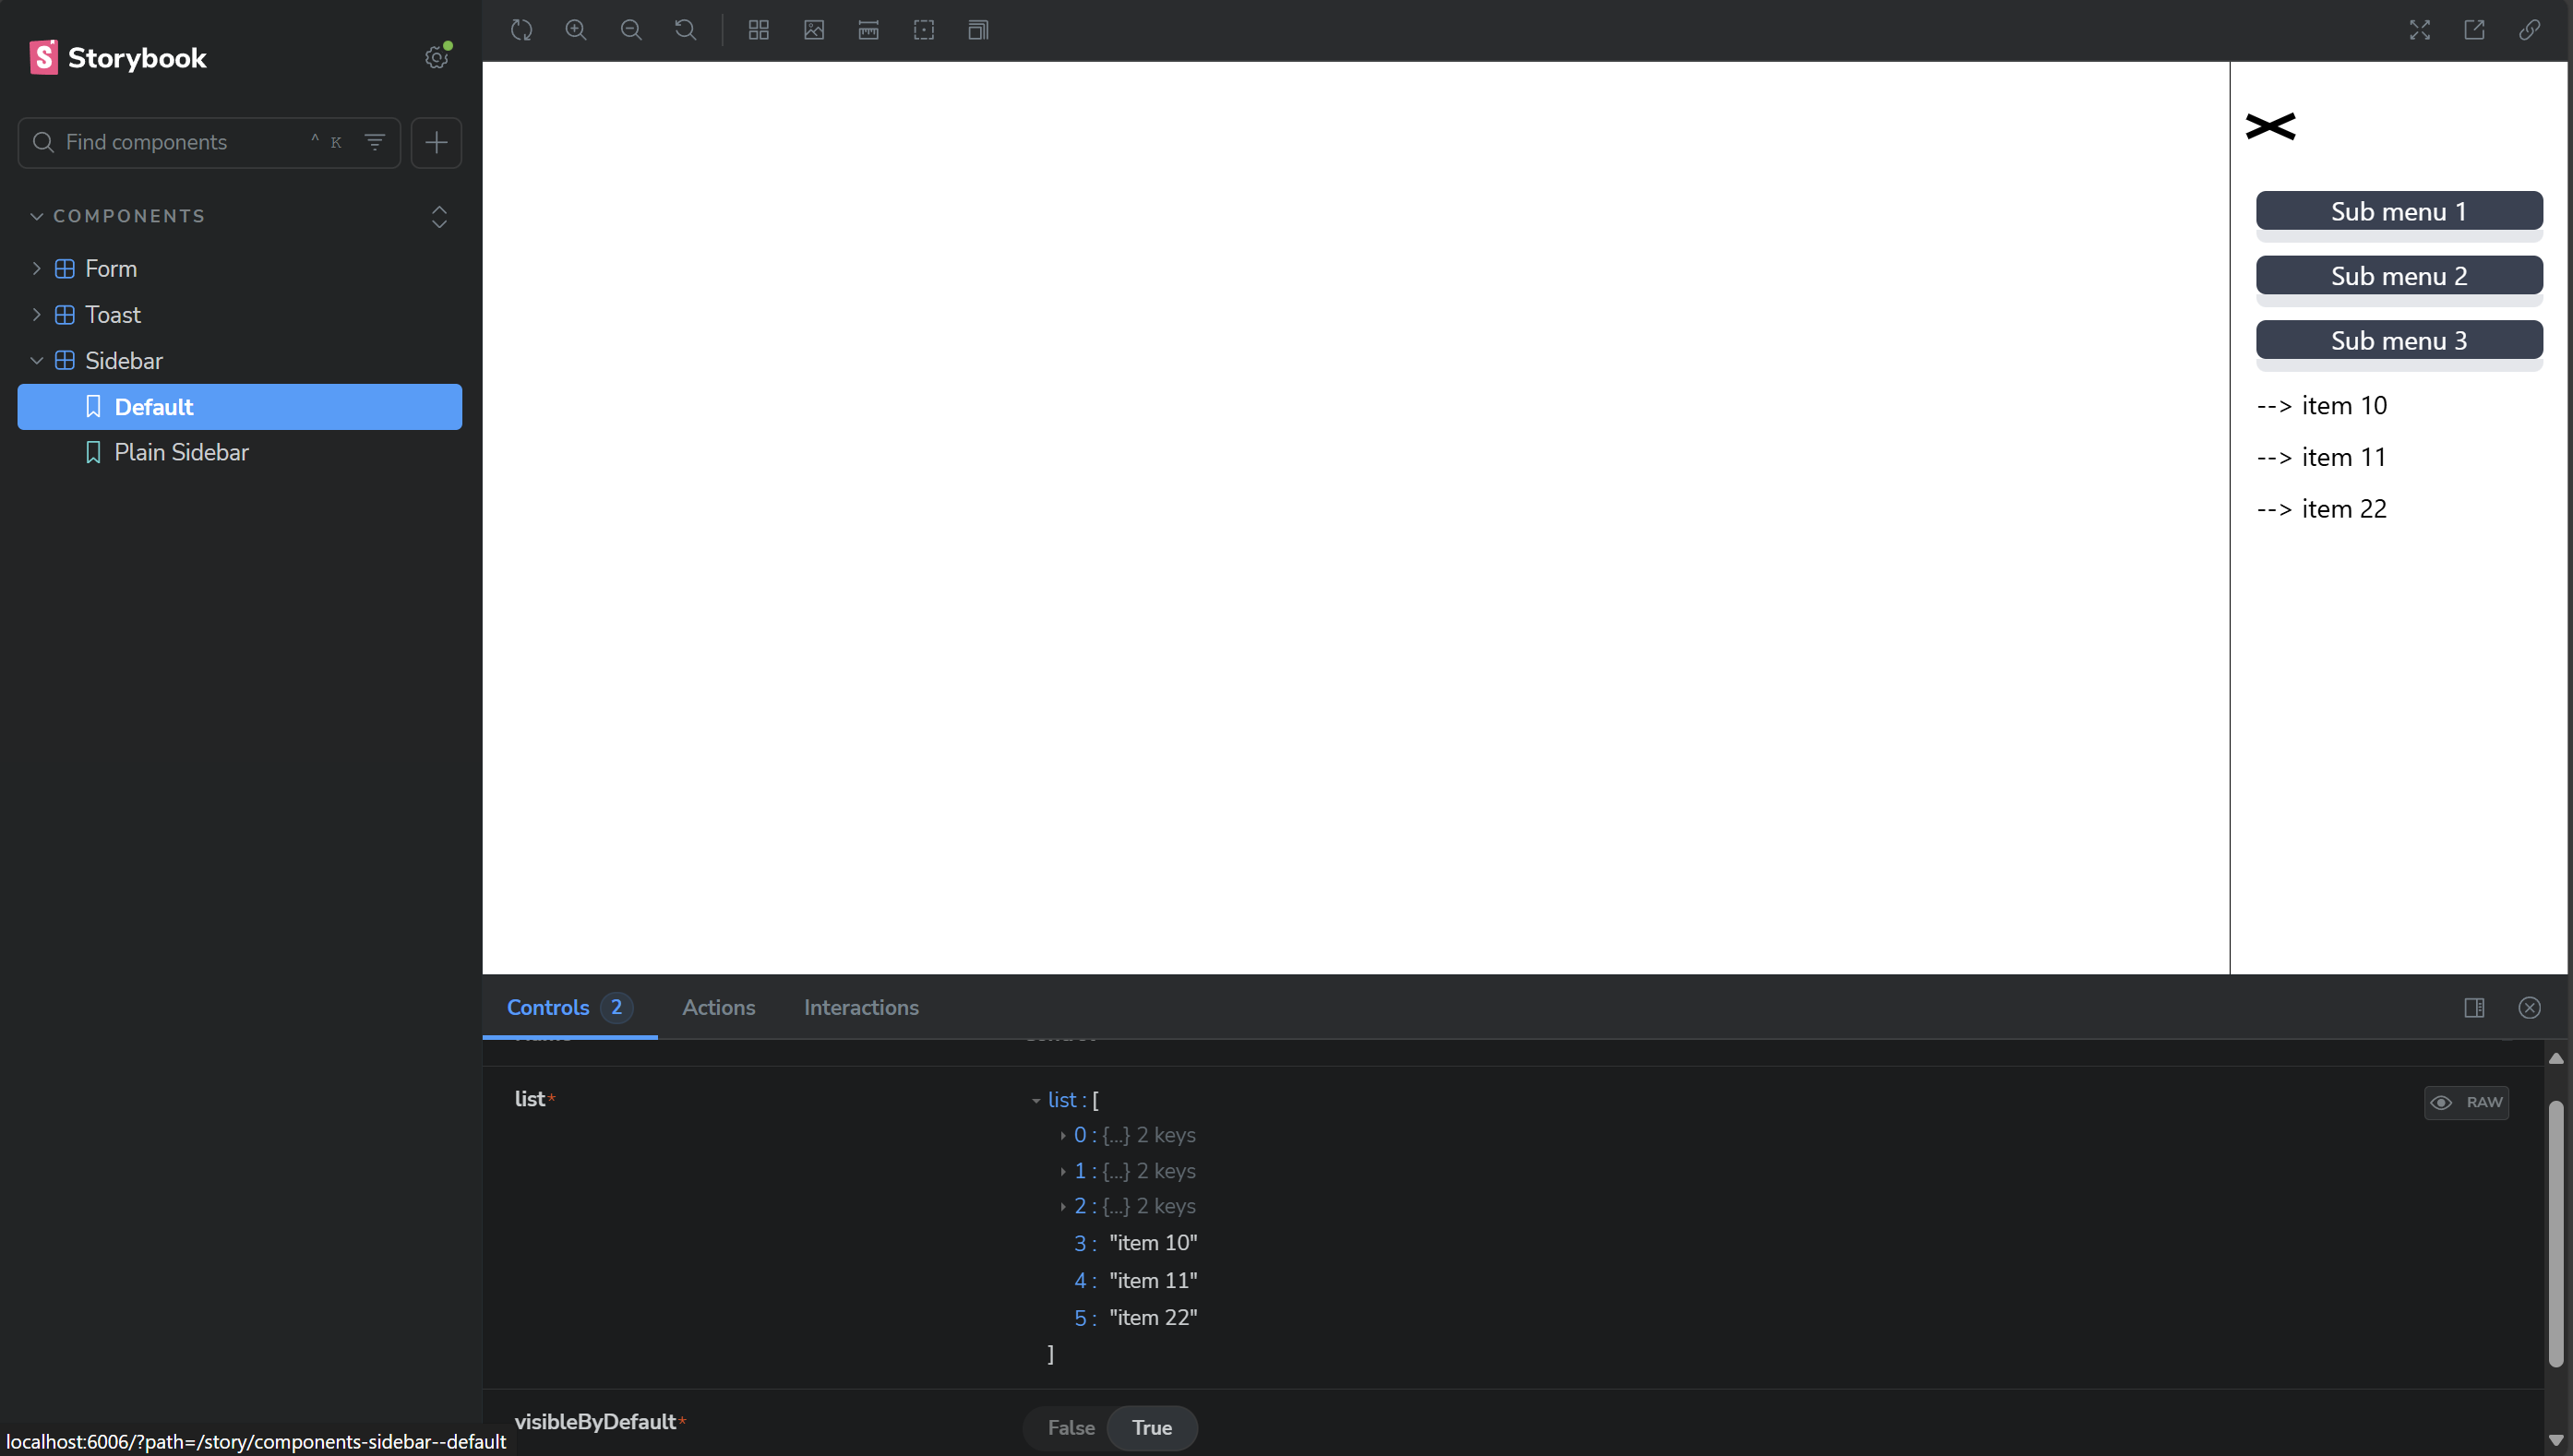 Storybook
Find components
^ K
COMPONENTS
Form
Toast
Sidebar
Default
Plain Sidebar
Sub menu 1
Sub menu 2
Sub menu 3
--> item 10
--> item 11
--> item 22
Controls 2 Actions Interactions
list*
list : [
0 : {...} 2 keys
1 : {...} 2 keys
2 : {...} 2 keys
3 : "item 10"
4 : "item 11"
5 : "item 22"
]
RAW
visibleByDefault*
False True
localhost:6006/?path=/story/components-sidebar--default